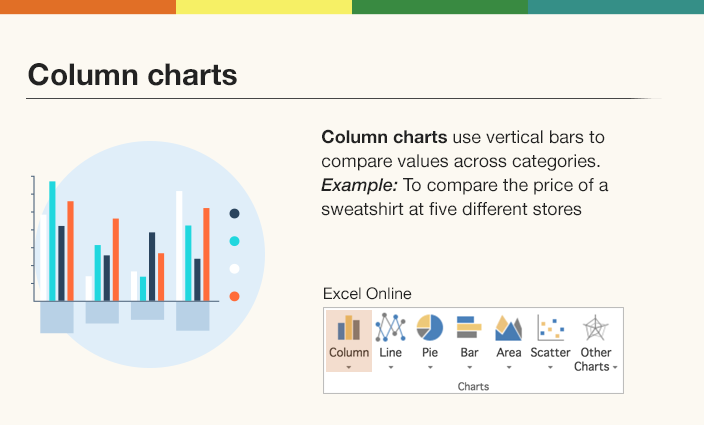 Column charts
Column charts use vertical bars to
compare values across categories.
Example: To compare the price of a
sweatshirt at five different stores
Excel Online
Column Line Pie Bar Area Scatter Other
Charts
Charts